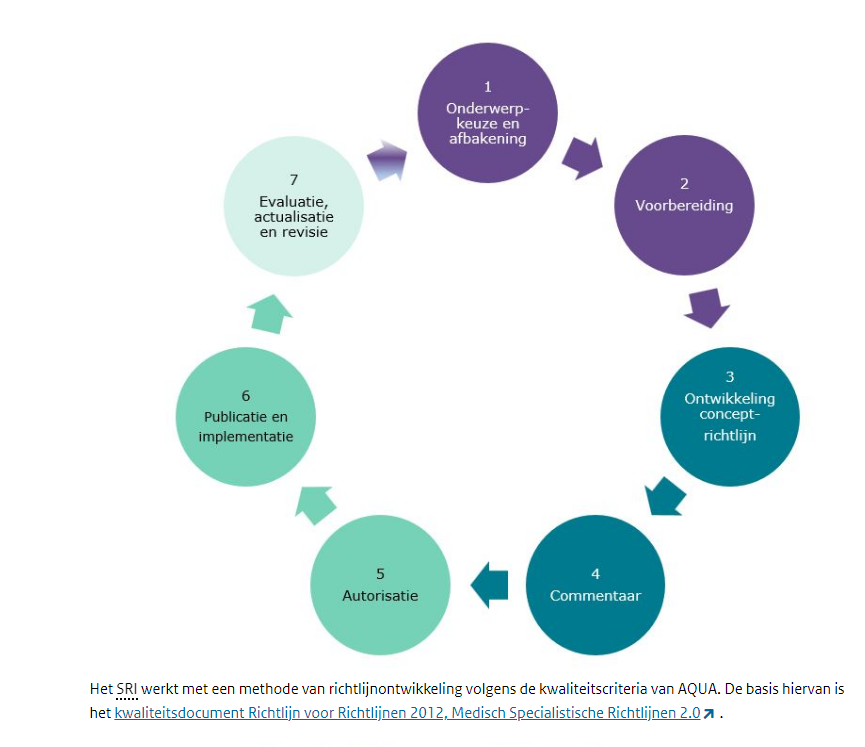 1
Onderwerp-
keuze en
afbakening
2
Voorbereiding
3
Ontwikkeling
concept-
richtlijn
4
Commentaar
5
Autorisatie
6
Publicatie en
implementatie
7
Evaluatie,
actualisatie
en revisie
Het SRI werkt met een methode van richtlijnontwikkeling volgens de kwaliteitscriteria van AQUA. De basis hiervan is
het kwaliteitsdocument Richtlijn voor Richtlijnen 2012, Medisch Specialistische Richtlijnen 2.0 .